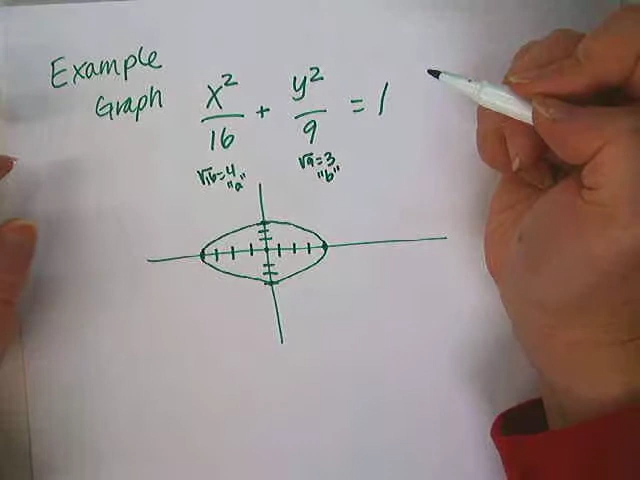 Example
Graph
x²/16 + y²/9 = 1
√16=4 √9=3
"a" "b"